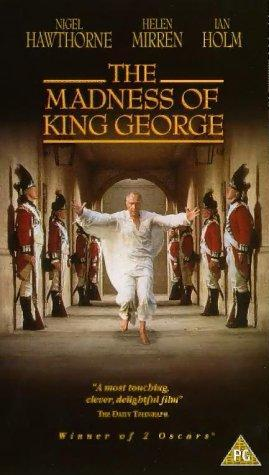 NIGEL HELEN IAN
HAWTHORNE MIRREN HOLM
THE
MADNESS OF
KING GEORGE
"A most touching,
clever, delightful film"
THE DAILY TELEGRAPH
Winner of 2 Oscars"
PG